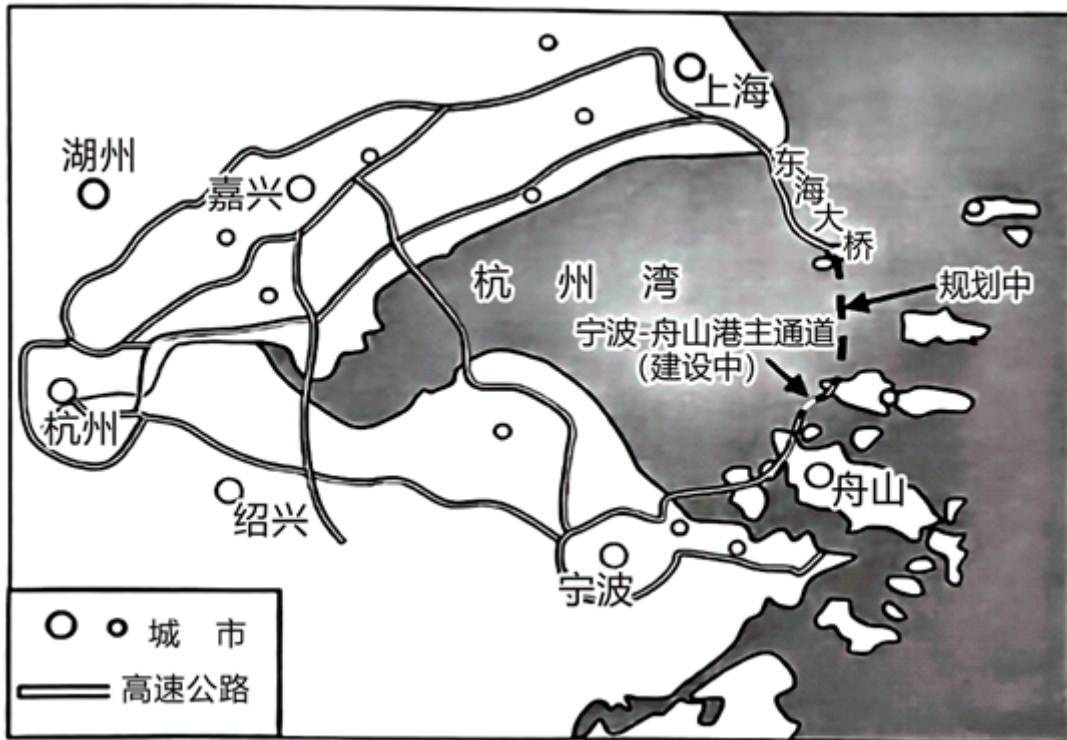 上海
湖州
嘉兴
东海大桥
杭州湾
规划中
宁波-舟山港主通道
(建设中)
杭州
舟山
绍兴
宁波
城市
高速公路